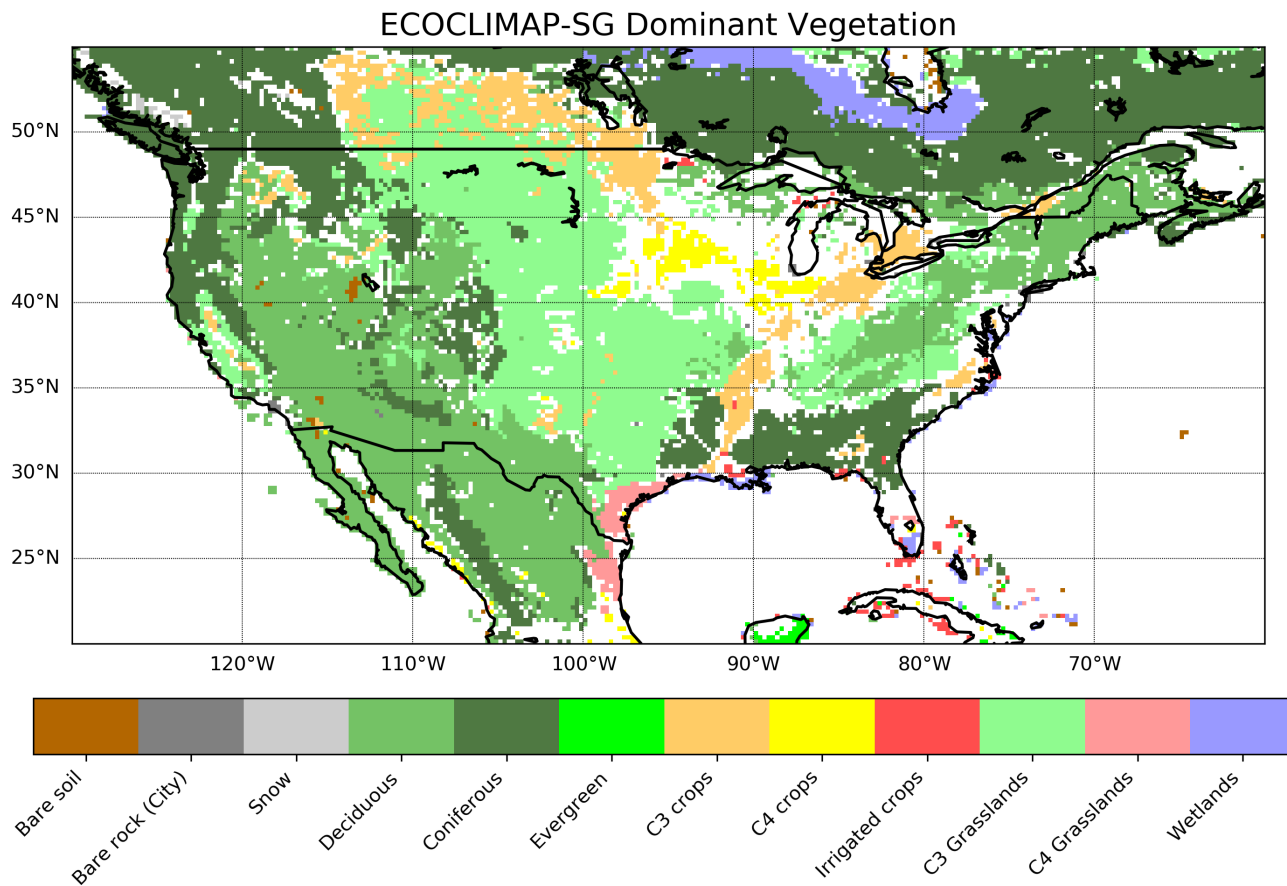 ECOCLIMAP-SG Dominant Vegetation
50°N
45°N
40°N
35°N
30°N
25°N
120°W
110°W
100°W
90°W
80°W
70°W
Bare soil
Bare rock (City)
Snow
Deciduous
Coniferous
Evergreen
C3 crops
C4 crops
Irrigated crops
C3 Grasslands
C4 Grasslands
Wetlands